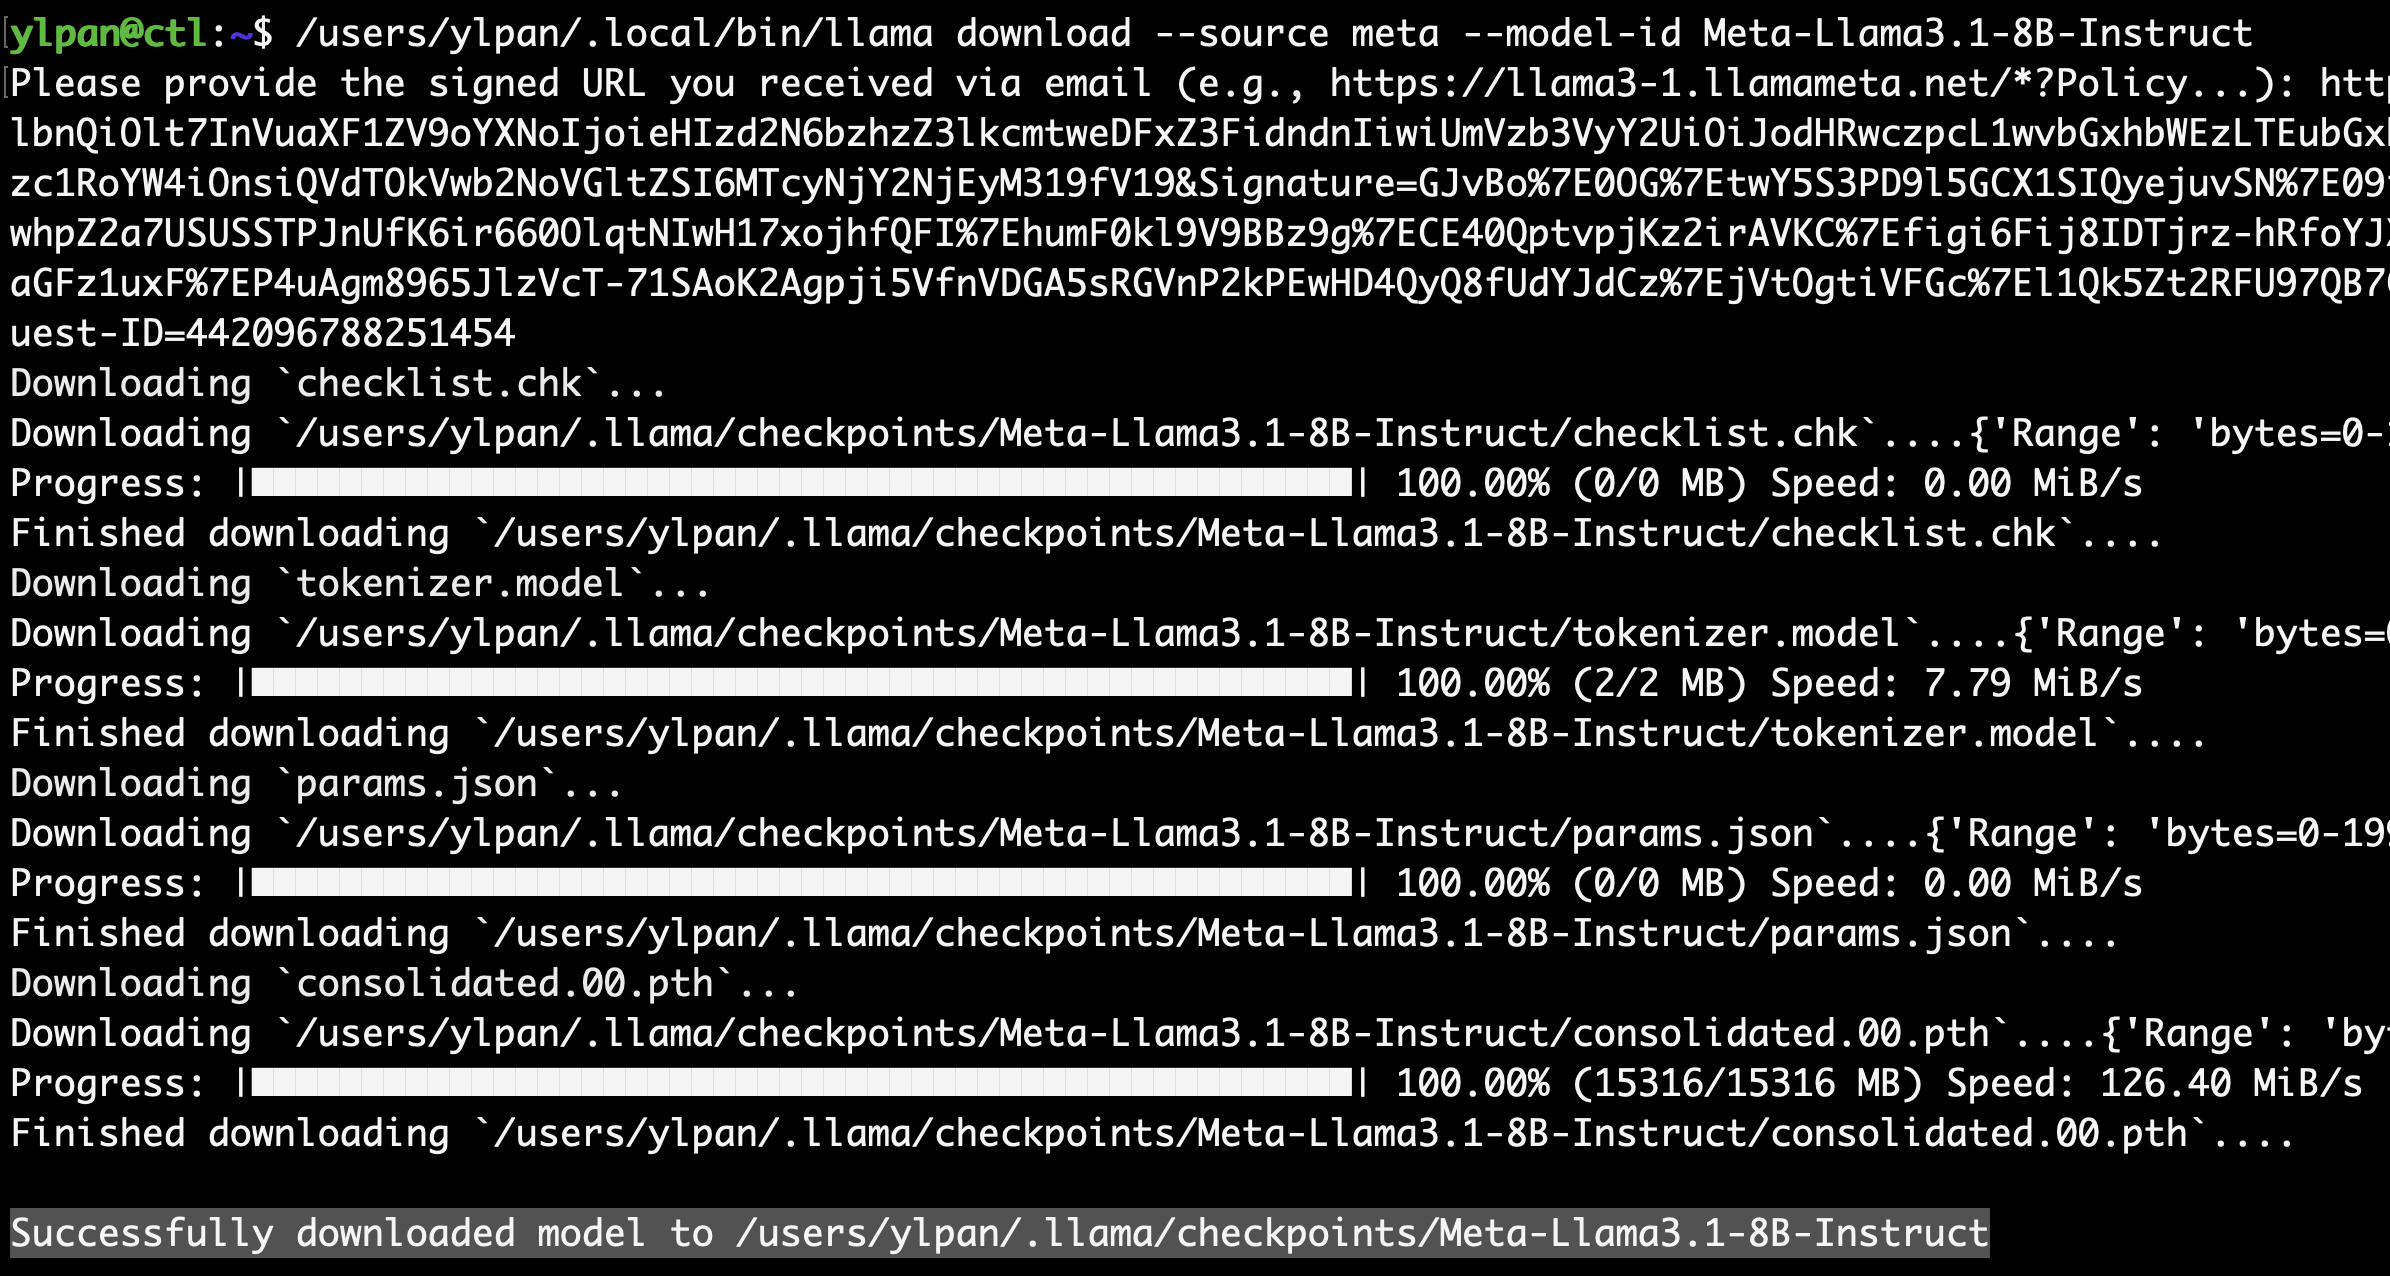 ylpan@ctl:~$ /users/ylpan/.local/bin/llama download --source meta --model-id Meta-Llama3.1-8B-Instruct
Please provide the signed URL you received via email (e.g., https://llama3-1.llamameta.net/*?Policy...): http
lbnQiOlt7InVuaXF1ZV9oYXNoIjoieHIzd2N6bzhzZ3lkcmtweDFxZ3FidndnIiwiUmVzb3VyY2UiOiJodHRwczpcL1wvbGxhbWEzLTEubGxh
zc1RoYW4iOnsiQVdTOkVwb2NoVGltZSI6MTcyNjY2NjEyM319fV19&Signature=GJvBo%7E0OG%7EtwY5S3PD9l5GCX1SIQyejuvSN%7E09
whpZ2a7USUSSTPJnUfK6ir660OlqtNIwH17xojhfQFI%7EhumF0kl9V9BBz9g%7ECE40QptvpjKz2irAVKC%7Efigi6Fij8IDTjrz-hRfoYJX
aGFz1uxF%7EP4uAgm8965JlzVcT-71SAoK2Agpji5VfnVDGA5sRGVnP2kPEwHD4QyQ8fUdYJdCz%7EjVtOgtiVFGc%7El1Qk5Zt2RFU97QB7
uest-ID=442096788251454
Downloading `checklist.chk`...
Downloading `/users/ylpan/.llama/checkpoints/Meta-Llama3.1-8B-Instruct/checklist.chk`....{'Range': 'bytes=0-
Progress: || 100.00% (0/0 MB) Speed: 0.00 MiB/s
Finished downloading `/users/ylpan/.llama/checkpoints/Meta-Llama3.1-8B-Instruct/checklist.chk`....
Downloading `tokenizer.model`...
Downloading `/users/ylpan/.llama/checkpoints/Meta-Llama3.1-8B-Instruct/tokenizer.model`....{'Range': 'bytes=0
Progress: || 100.00% (2/2 MB) Speed: 7.79 MiB/s
Finished downloading `/users/ylpan/.llama/checkpoints/Meta-Llama3.1-8B-Instruct/tokenizer.model`....
Downloading `params.json`...
Downloading `/users/ylpan/.llama/checkpoints/Meta-Llama3.1-8B-Instruct/params.json`....{'Range': 'bytes=0-199
Progress: || 100.00% (0/0 MB) Speed: 0.00 MiB/s
Finished downloading `/users/ylpan/.llama/checkpoints/Meta-Llama3.1-8B-Instruct/params.json`....
Downloading `consolidated.00.pth`...
Downloading `/users/ylpan/.llama/checkpoints/Meta-Llama3.1-8B-Instruct/consolidated.00.pth`....{'Range': 'byt
Progress: || 100.00% (15316/15316 MB) Speed: 126.40 MiB/s
Finished downloading `/users/ylpan/.llama/checkpoints/Meta-Llama3.1-8B-Instruct/consolidated.00.pth`....
Successfully downloaded model to /users/ylpan/.llama/checkpoints/Meta-Llama3.1-8B-Instruct